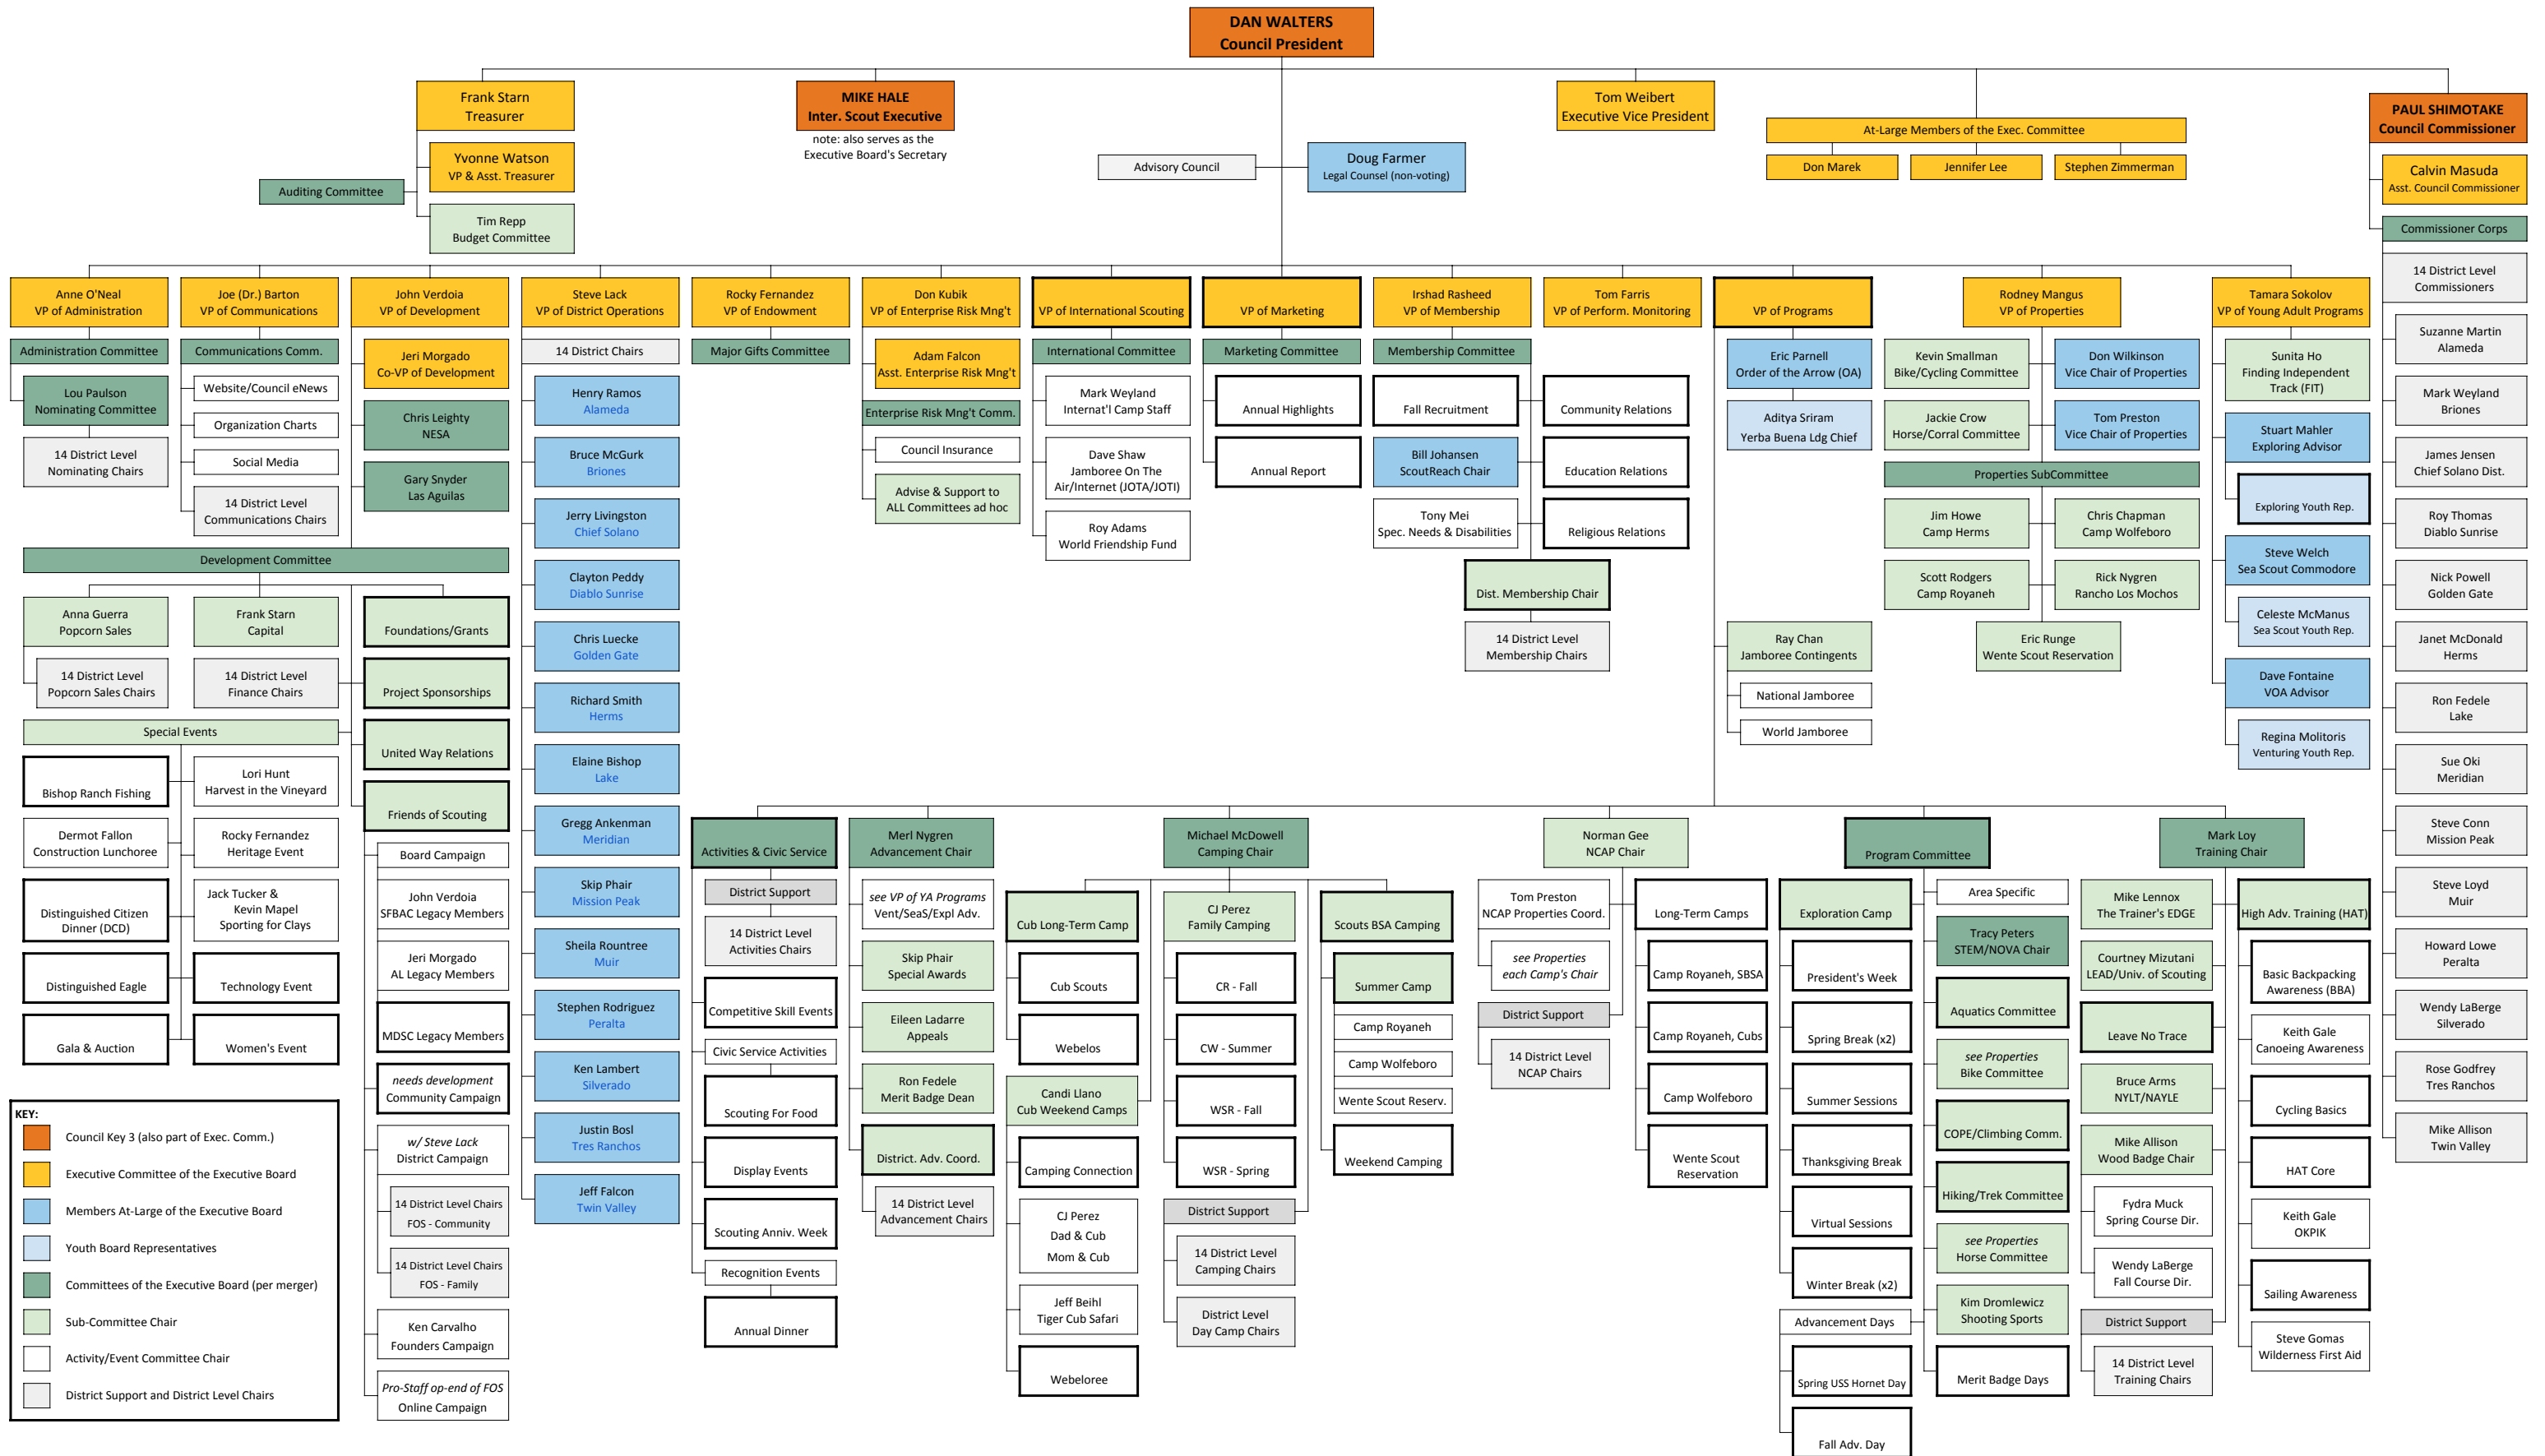 DAN WALTERS
Council President
Frank Starn
Treasurer
MIKE HALE
Inter. Scout Executive
note: also serves as the
Executive Board's Secretary
Tom Weibert
Executive Vice President
PAUL SHIMOTAKE
Council Commissioner
At-Large Members of the Exec. Committee
Don Marek
Jennifer Lee
Stephen Zimmerman
Yvonne Watson
VP & Asst. Treasurer
Auditing Committee
Tim Repp
Budget Committee
Advisory Council
Doug Farmer
Legal Counsel (non-voting)
Calvin Masuda
Asst. Council Commissioner
Commissioner Corps
14 District Level
Commissioners
Suzanne Martin
Alameda
Mark Weyland
Briones
James Jensen
Chief Solano Dist.
Roy Thomas
Diablo Sunrise
Nick Powell
Golden Gate
Janet McDonald
Herms
Ron Fedele
Lake
Sue Oki
Meridian
Steve Conn
Mission Peak
Steve Loyd
Muir
Howard Lowe
Peralta
Wendy LaBerge
Silverado
Rose Godfrey
Tres Ranchos
Mike Allison
Twin Valley
Anne O'Neal
VP of Administration
Administration Committee
Lou Paulson
Nominating Committee
14 District Level
Nominating Chairs
Joe (Dr.) Barton
VP of Communications
Communications Comm.
Website/Council eNews
Organization Charts
Social Media
14 District Level
Communications Chairs
John Verdoia
VP of Development
Jeri Morgado
Co-VP of Development
Chris Leighty
NESA
Gary Snyder
Las Aguilas
Development Committee
Anna Guerra
Popcorn Sales
14 District Level
Popcorn Sales Chairs
Frank Starn
Capital
14 District Level
Finance Chairs
Foundations/Grants
Project Sponsorships
United Way Relations
Friends of Scouting
Special Events
Bishop Ranch Fishing
Lori Hunt
Harvest in the Vineyard
Dermot Fallon
Construction Lunchoree
Rocky Fernandez
Heritage Event
Distinguished Citizen
Dinner (DCD)
Jack Tucker &
Kevin Mapel
Sporting for Clays
Distinguished Eagle
Technology Event
Gala & Auction
Women's Event
Board Campaign
John Verdoia
SFBAC Legacy Members
Jeri Morgado
AL Legacy Members
MDSC Legacy Members
needs development
Community Campaign
w/ Steve Lack
District Campaign
14 District Level Chairs
FOS - Community
14 District Level Chairs
FOS - Family
Ken Carvalho
Founders Campaign
Pro-Staff op-end of FOS
Online Campaign
Steve Lack
VP of District Operations
14 District Chairs
Henry Ramos
Alameda
Bruce McGurk
Briones
Jerry Livingston
Chief Solano
Clayton Peddy
Diablo Sunrise
Chris Luecke
Golden Gate
Richard Smith
Herms
Elaine Bishop
Lake
Gregg Ankenman
Meridian
Skip Phair
Mission Peak
Sheila Rountree
Muir
Stephen Rodriguez
Peralta
Ken Lambert
Silverado
Justin Bosl
Tres Ranchos
Jeff Falcon
Twin Valley
Rocky Fernandez
VP of Endowment
Major Gifts Committee
Don Kubik
VP of Enterprise Risk Mng't
Adam Falcon
Asst. Enterprise Risk Mng't
Enterprise Risk Mng't Comm.
Council Insurance
Advise & Support to
ALL Committees ad hoc
VP of International Scouting
International Committee
Mark Weyland
Internat'l Camp Staff
Dave Shaw
Jamboree On The
Air/Internet (JOTA/JOTI)
Roy Adams
World Friendship Fund
VP of Marketing
Marketing Committee
Annual Highlights
Annual Report
Irshad Rasheed
VP of Membership
Membership Committee
Fall Recruitment
Community Relations
Bill Johansen
ScoutReach Chair
Education Relations
Tony Mei
Spec. Needs & Disabilities
Religious Relations
Dist. Membership Chair
14 District Level
Membership Chairs
Tom Farris
VP of Perform. Monitoring
VP of Programs
Eric Parnell
Order of the Arrow (OA)
Aditya Sriram
Yerba Buena Ldg Chief
Ray Chan
Jamboree Contingents
National Jamboree
World Jamboree
Rodney Mangus
VP of Properties
Kevin Smallman
Bike/Cycling Committee
Don Wilkinson
Vice Chair of Properties
Jackie Crow
Horse/Corral Committee
Tom Preston
Vice Chair of Properties
Properties SubCommittee
Jim Howe
Camp Herms
Chris Chapman
Camp Wolfeboro
Scott Rodgers
Camp Royaneh
Rick Nygren
Rancho Los Mochos
Eric Runge
Wente Scout Reservation
Tamara Sokolov
VP of Young Adult Programs
Sunita Ho
Finding Independent
Track (FIT)
Stuart Mahler
Exploring Advisor
Exploring Youth Rep.
Steve Welch
Sea Scout Commodore
Celeste McManus
Sea Scout Youth Rep.
Dave Fontaine
VOA Advisor
Regina Molitoris
Venturing Youth Rep.
Activities & Civic Service
District Support
14 District Level
Activities Chairs
Competitive Skill Events
Civic Service Activities
Scouting For Food
Display Events
Scouting Anniv. Week
Recognition Events
Annual Dinner
Merl Nygren
Advancement Chair
see VP of YA Programs
Vent/SeaS/Expl Adv.
Skip Phair
Special Awards
Eileen Ladarre
Appeals
Ron Fedele
Merit Badge Dean
District. Adv. Coord.
14 District Level
Advancement Chairs
Michael McDowell
Camping Chair
Cub Long-Term Camp
Cub Scouts
Webelos
Candi Llano
Cub Weekend Camps
Camping Connection
CJ Perez
Dad & Cub
Mom & Cub
Jeff Beihl
Tiger Cub Safari
Webeloree
CJ Perez
Family Camping
CR - Fall
CW - Summer
WSR - Fall
WSR - Spring
District Support
14 District Level
Camping Chairs
District Level
Day Camp Chairs
Scouts BSA Camping
Summer Camp
Camp Royaneh
Camp Wolfeboro
Wente Scout Reserv.
Weekend Camping
Norman Gee
NCAP Chair
Tom Preston
NCAP Properties Coord.
see Properties
each Camp's Chair
District Support
14 District Level
NCAP Chairs
Long-Term Camps
Camp Royaneh, SBSA
Camp Royaneh, Cubs
Camp Wolfeboro
Wente Scout
Reservation
Program Committee
Exploration Camp
President's Week
Spring Break (x2)
Summer Sessions
Thanksgiving Break
Virtual Sessions
Winter Break (x2)
Advancement Days
Spring USS Hornet Day
Fall Adv. Day
Area Specific
Tracy Peters
STEM/NOVA Chair
Aquatics Committee
see Properties
Bike Committee
COPE/Climbing Comm.
Hiking/Trek Committee
see Properties
Horse Committee
Kim Dromlewicz
Shooting Sports
Merit Badge Days
Mark Loy
Training Chair
Mike Lennox
The Trainer's EDGE
Courtney Mizutani
LEAD/Univ. of Scouting
Leave No Trace
Bruce Arms
NYLT/NAYLE
Mike Allison
Wood Badge Chair
Fydra Muck
Spring Course Dir.
Wendy LaBerge
Fall Course Dir.
District Support
14 District Level
Training Chairs
High Adv. Training (HAT)
Basic Backpacking
Awareness (BBA)
Keith Gale
Canoeing Awareness
Cycling Basics
HAT Core
Keith Gale
OKPIK
Sailing Awareness
Steve Gomas
Wilderness First Aid
KEY:
Council Key 3 (also part of Exec. Comm.)
Executive Committee of the Executive Board
Members At-Large of the Executive Board
Youth Board Representatives
Committees of the Executive Board (per merger)
Sub-Committee Chair
Activity/Event Committee Chair
District Support and District Level Chairs